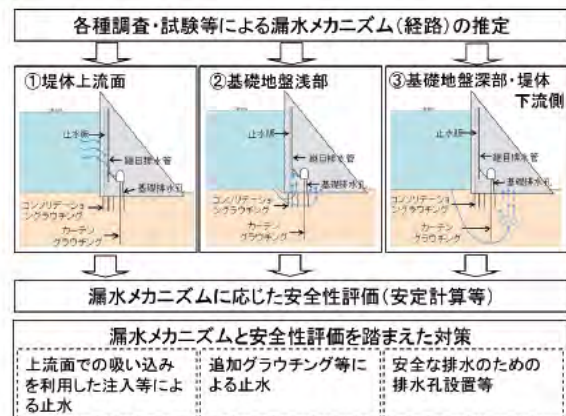 各種調査・試験等による漏水メカニズム(経路)の推定
①堤体上流面
止水板
継目排水管
基礎排水孔
コンソリデーショ
ングラウチング
カーテン
グラウチング
②基礎地盤浅部
止水板
継目排水管
基礎排水孔
コンソリデーショ
ングラウチング
カーテン
グラウチング
③基礎地盤深部・堤体
下流側
止水版
継目排水管
基礎排水孔
コンソリデーショ
ングラウチング
カーテン
グラウチング
漏水メカニズムに応じた安全性評価(安定計算等)
漏水メカニズムと安全性評価を踏まえた対策
上流面での吸い込み
を利用した注入等によ
る止水
追加グラウチング等に
よる止水
安全な排水のための
排水孔設置等